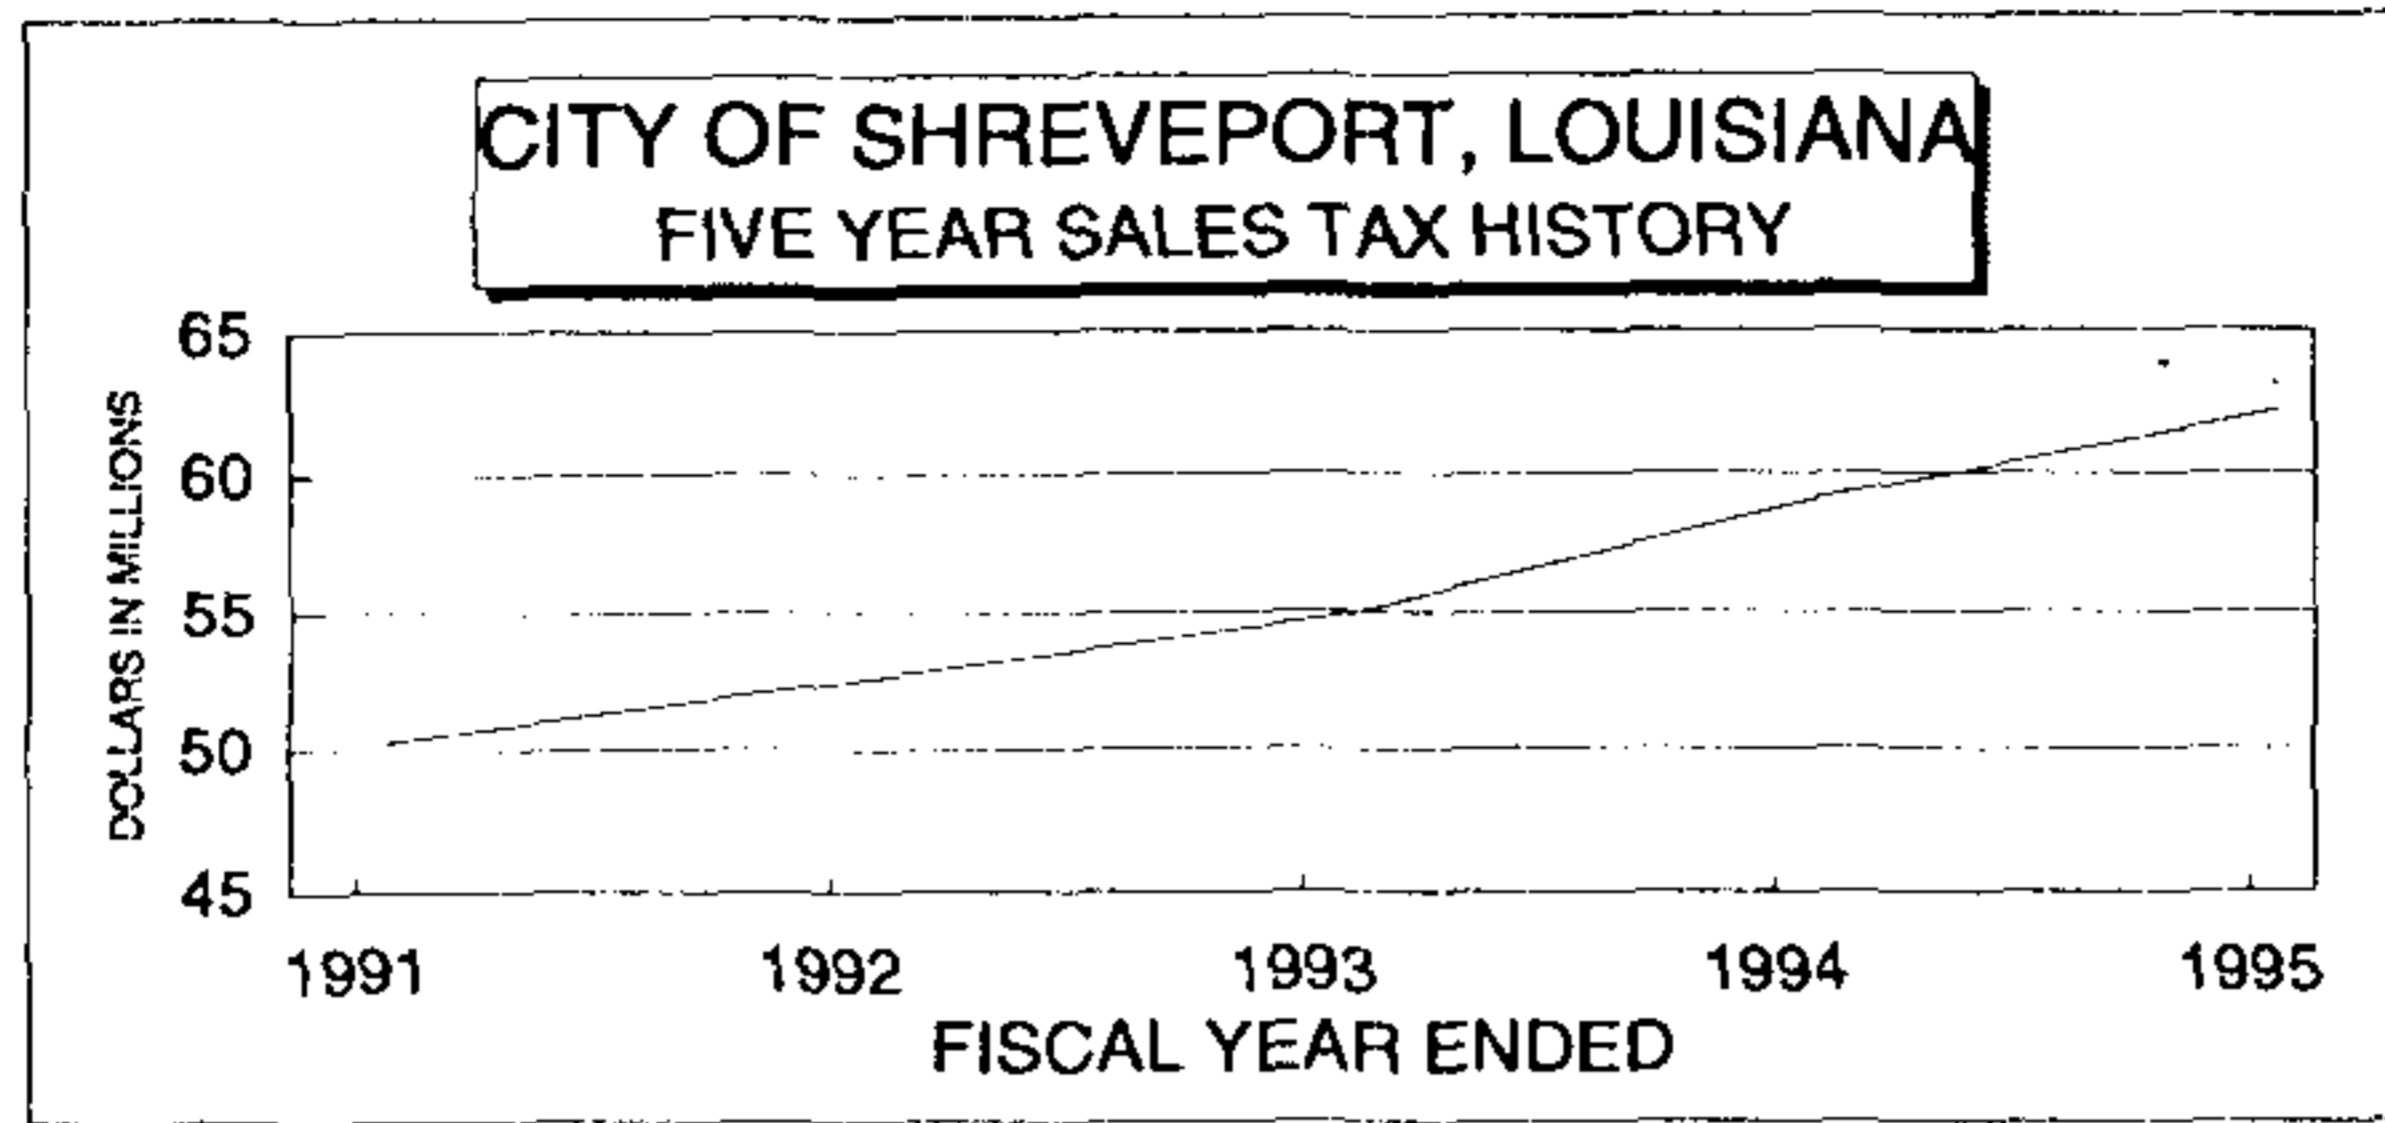 CITY OF SHREVEPORT, LOUISIANA
FIVE YEAR SALES TAX HISTORY
65
60
55
50
45
DOLLARS IN MILLIONS
1991 1992 1993 1994 1995
FISCAL YEAR ENDED